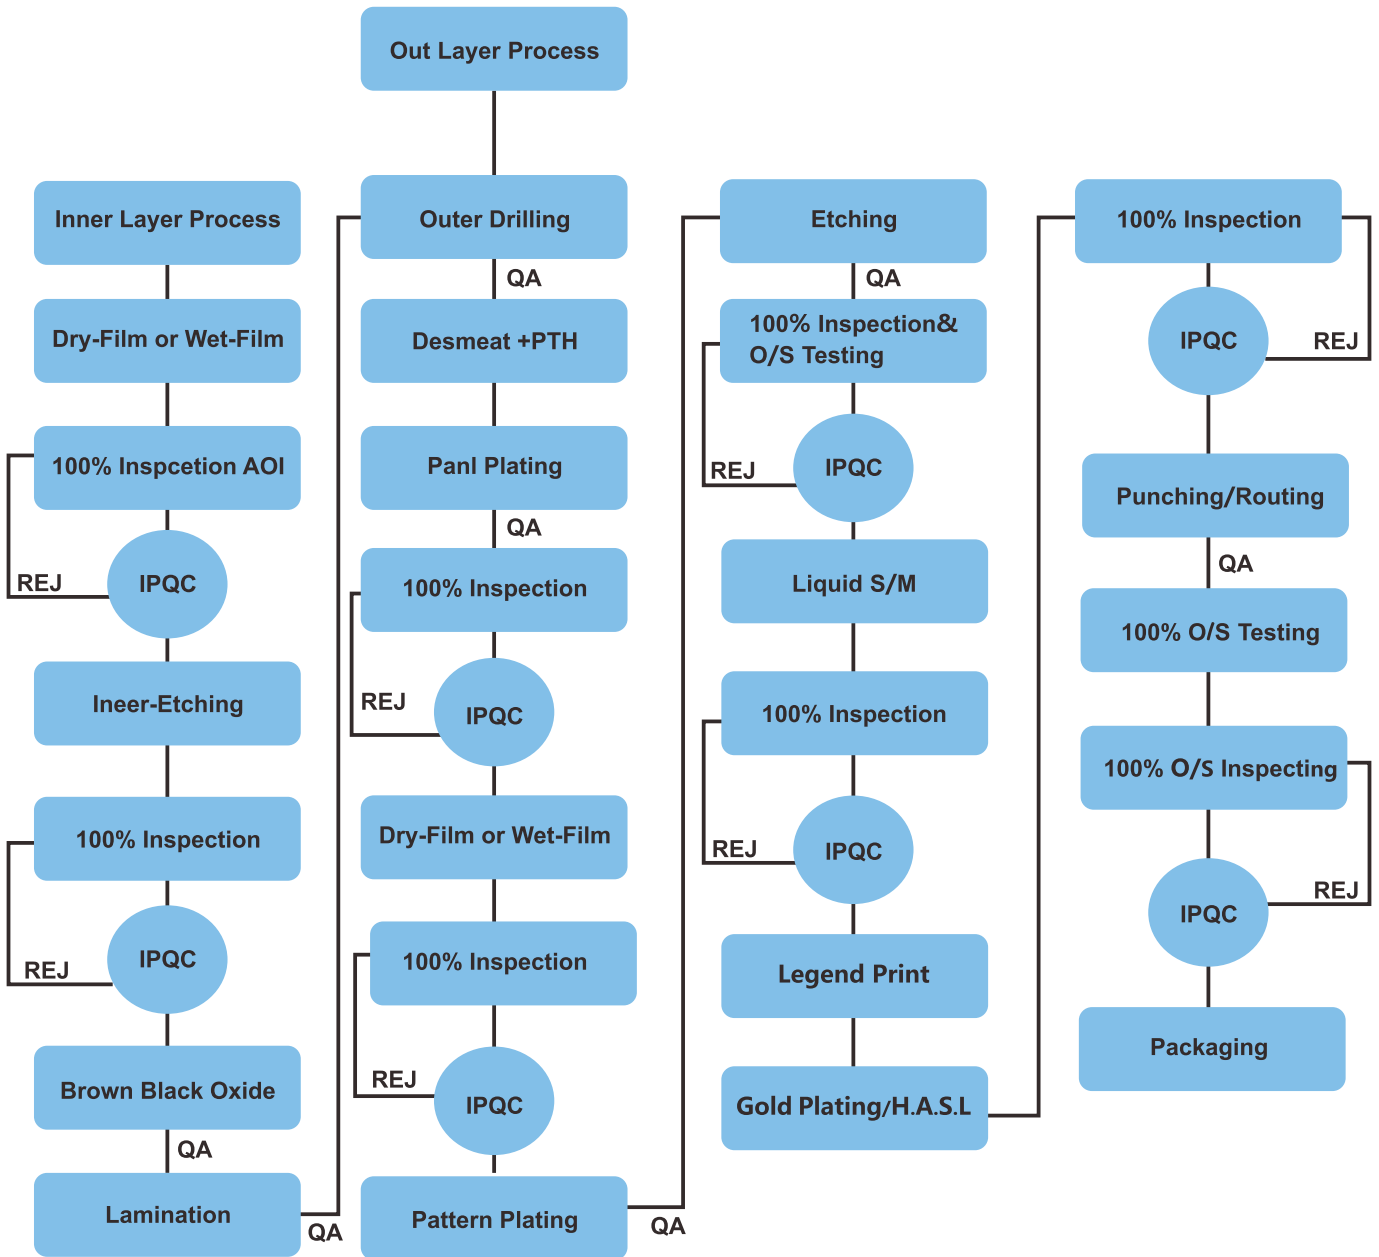 Out Layer Process
Inner Layer Process
Dry-Film or Wet-Film
100% Inspcetion AOI
REJ
IPQC
Ineer-Etching
100% Inspection
REJ
IPQC
Brown Black Oxide
QA
Lamination
QA
Outer Drilling
QA
Desmeat +PTH
Panl Plating
QA
100% Inspection
REJ
IPQC
Dry-Film or Wet-Film
100% Inspection
REJ
IPQC
Pattern Plating
QA
Etching
QA
100% Inspection&
O/S Testing
REJ
IPQC
Liquid S/M
100% Inspection
REJ
IPQC
Legend Print
Gold Plating/H.A.S.L
100% Inspection
IPQC
REJ
Punching/Routing
QA
100% O/S Testing
100% O/S Inspecting
REJ
IPQC
Packaging